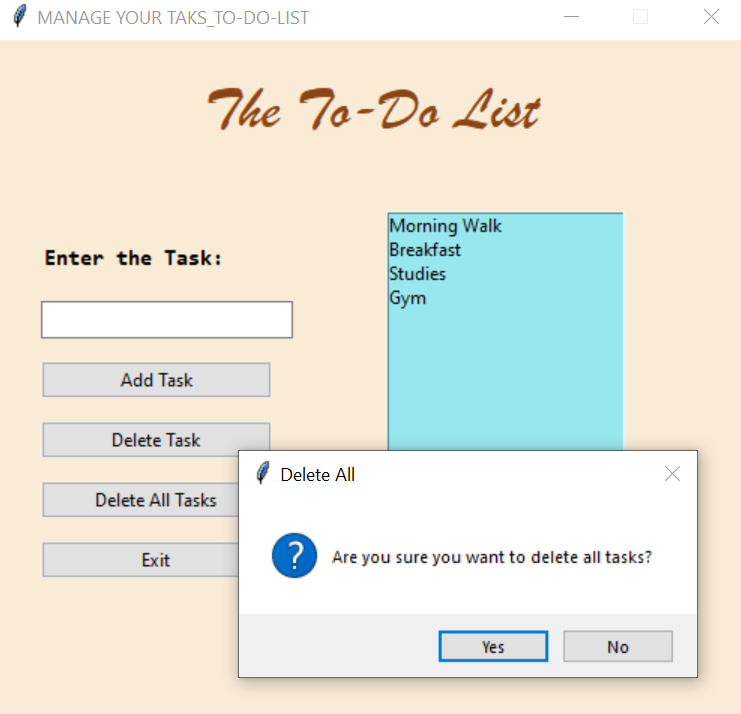 MANAGE YOUR TAKS_TO-DO-LIST
The To-Do List
Enter the Task:
Add Task
Delete Task
Delete All Tasks
Exit
Morning Walk
Breakfast
Studies
Gym
Delete All
Are you sure you want to delete all tasks?
Yes
No